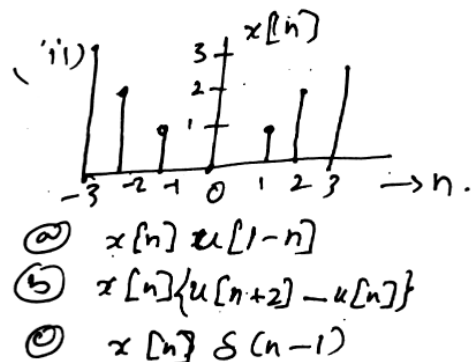 ii) 3 x[n]
2
1
-3 -2 -1 0 1 2 3 → n.
ⓐ x[n] u[1-n]
ⓑ x[n]{u[n+2] - u[n]}
ⓒ x[n] δ(n-1)